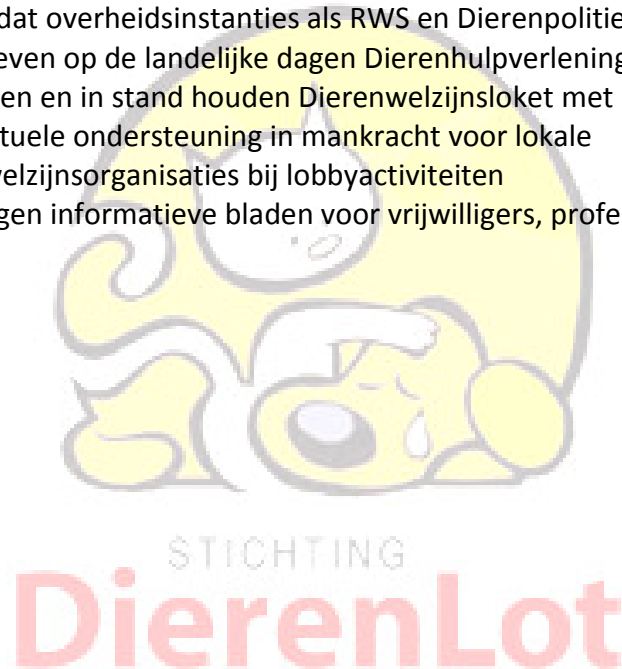 dat overheidsinstanties als RWS en Dierenpolitie
even op de landelijke dagen Dierenhulpverlening
en en in stand houden Dierenwelzijnsloket met
tuele ondersteuning in mankracht voor lokale
velzijnsorganisaties bij lobbyactiviteiten
gen informatieve bladen voor vrijwilligers, profe
STICHTING
DierenLot